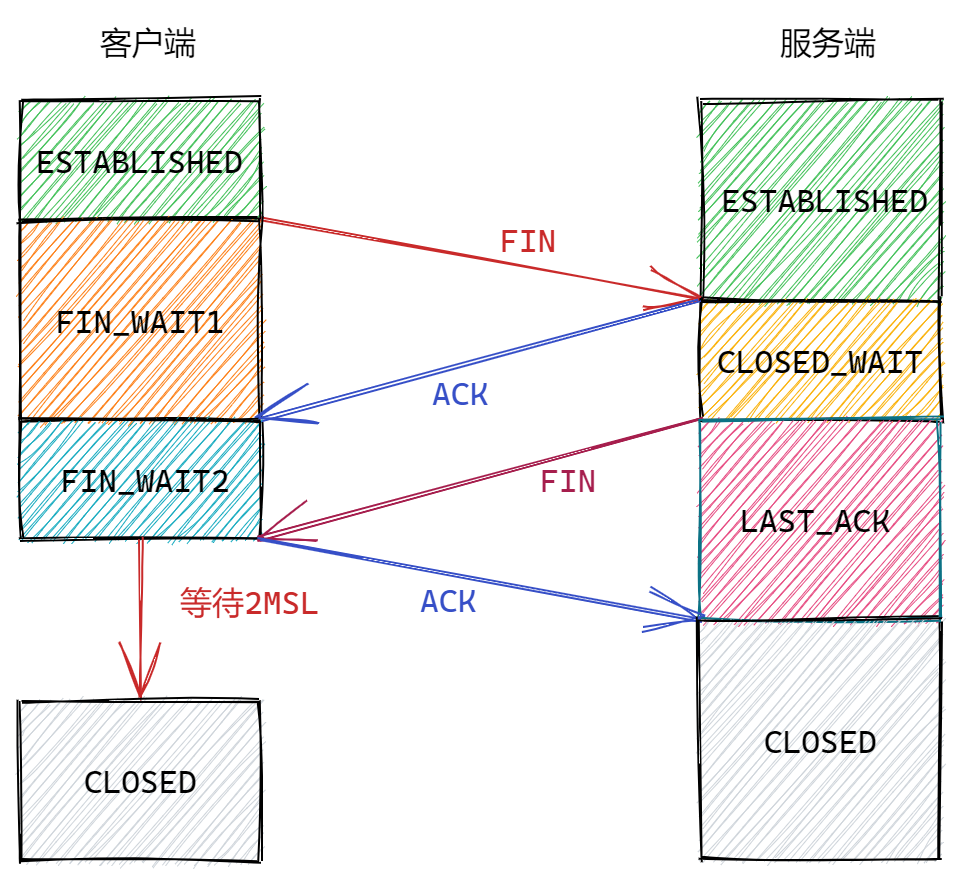 客户端
服务端
ESTABLISHED
ESTABLISHED
FIN
FIN_WAIT1
CLOSED_WAIT
ACK
FIN_WAIT2
FIN
LAST_ACK
等待2MSL
ACK
CLOSED
CLOSED